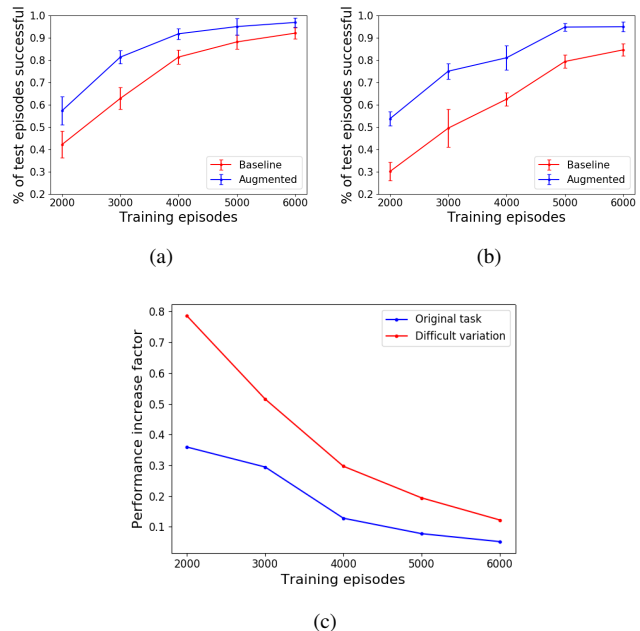 % of test episodes successful
1.0
0.9
0.8
0.7
0.6
0.5
0.4
0.3
0.2
2000 3000 4000 5000 6000
Training episodes
Baseline
Augmented
(a)
% of test episodes successful
1.0
0.9
0.8
0.7
0.6
0.5
0.4
0.3
0.2
2000 3000 4000 5000 6000
Training episodes
Baseline
Augmented
(b)
Performance increase factor
0.8
0.7
0.6
0.5
0.4
0.3
0.2
0.1
2000 3000 4000 5000 6000
Training episodes
Original task
Difficult variation
(c)